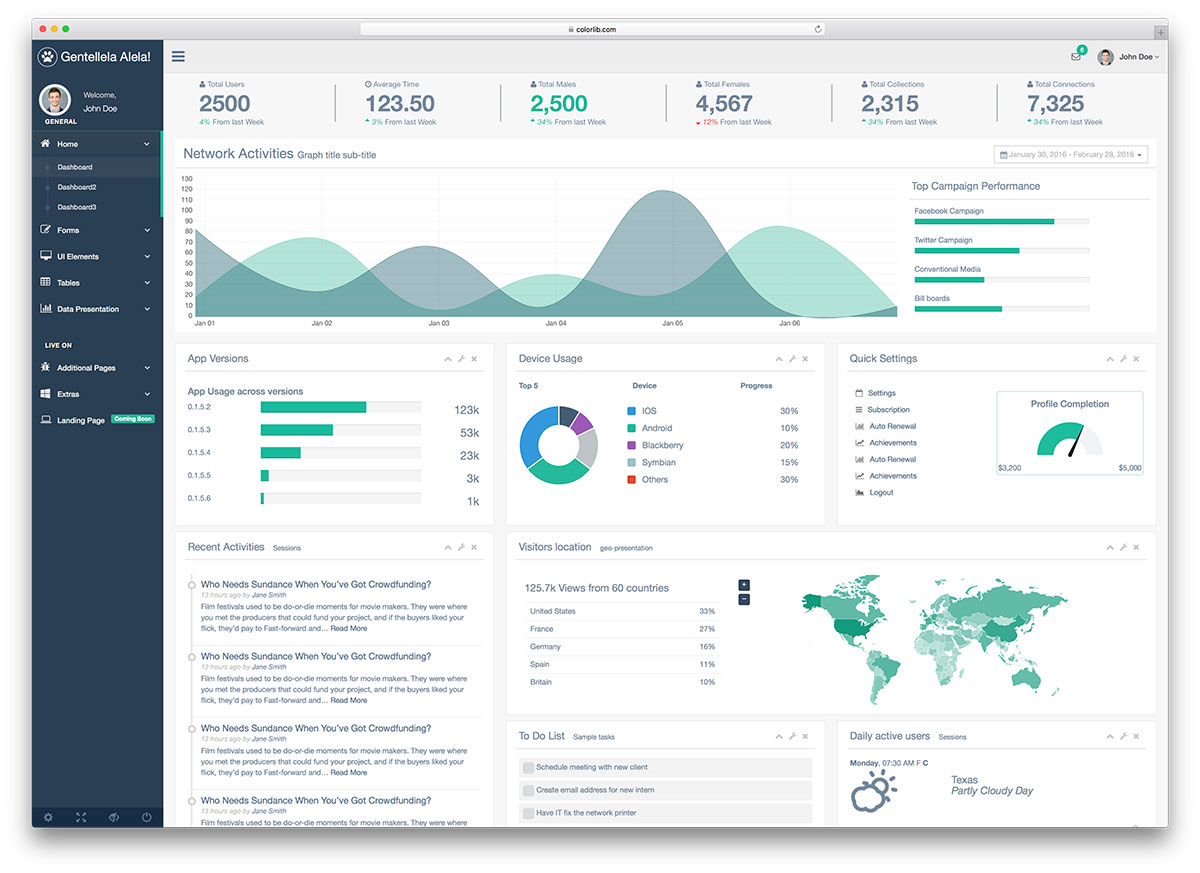 colorlib.com
Gentellela Alela!
6
John Doe
Welcome,
John Doe
GENERAL
Home
Dashboard
Dashboard2
Dashboard3
Forms
UI Elements
Tables
Data Presentation
LIVE ON
Additional Pages
Extras
Landing Page Coming Soon
Total Users
2500
4% From last Week
Average Time
123.50
3% From last Week
Total Males
2,500
34% From last Week
Total Females
4,567
12% From last Week
Total Collections
2,315
34% From last Week
Total Connections
7,325
34% From last Week
Network Activities Graph title sub-title
January 30, 2016 - February 28, 2016
130
120
110
100
90
80
70
60
50
40
30
20
10
0
Jan 01 Jan 02 Jan 03 Jan 04 Jan 05 Jan 06
Top Campaign Performance
Facebook Campaign
Twitter Campaign
Conventional Media
Bill boards
App Versions
App Usage across versions
0.1.5.2 123k
0.1.5.3 53k
0.1.5.4 23k
0.1.5.5 3k
0.1.5.6 1k
Device Usage
Top 5 Device Progress
IOS 30%
Android 10%
Blackberry 20%
Symbian 15%
Others 30%
Quick Settings
Settings
Subscription
Auto Renewal
Achievements
Auto Renewal
Achievements
Logout
Profile Completion
$3,200 $5,000
Recent Activities Sessions
Who Needs Sundance When You've Got Crowdfunding?
13 hours ago by Jane Smith
Film festivals used to be do-or-die moments for movie makers. They were where
you met the producers that could fund your project, and if the buyers liked your
flick, they'd pay to Fast-forward and... Read More
Who Needs Sundance When You've Got Crowdfunding?
13 hours ago by Jane Smith
Film festivals used to be do-or-die moments for movie makers. They were where
you met the producers that could fund your project, and if the buyers liked your
flick, they'd pay to Fast-forward and... Read More
Who Needs Sundance When You've Got Crowdfunding?
13 hours ago by Jane Smith
Film festivals used to be do-or-die moments for movie makers. They were where
you met the producers that could fund your project, and if the buyers liked your
flick, they'd pay to Fast-forward and... Read More
Who Needs Sundance When You've Got Crowdfunding?
13 hours ago by Jane Smith
Film festivals used to be do-or-die moments for movie makers. They were where
Visitors location geo-presentation
125.7k Views from 60 countries
United States 33%
France 27%
Germany 16%
Spain 11%
Britain 10%
+
−
To Do List Sample tasks
Schedule meeting with new client
Create email address for new intern
Have IT fix the network printer
Daily active users Sessions
Monday, 07:30 AM F C
Texas
Partly Cloudy Day